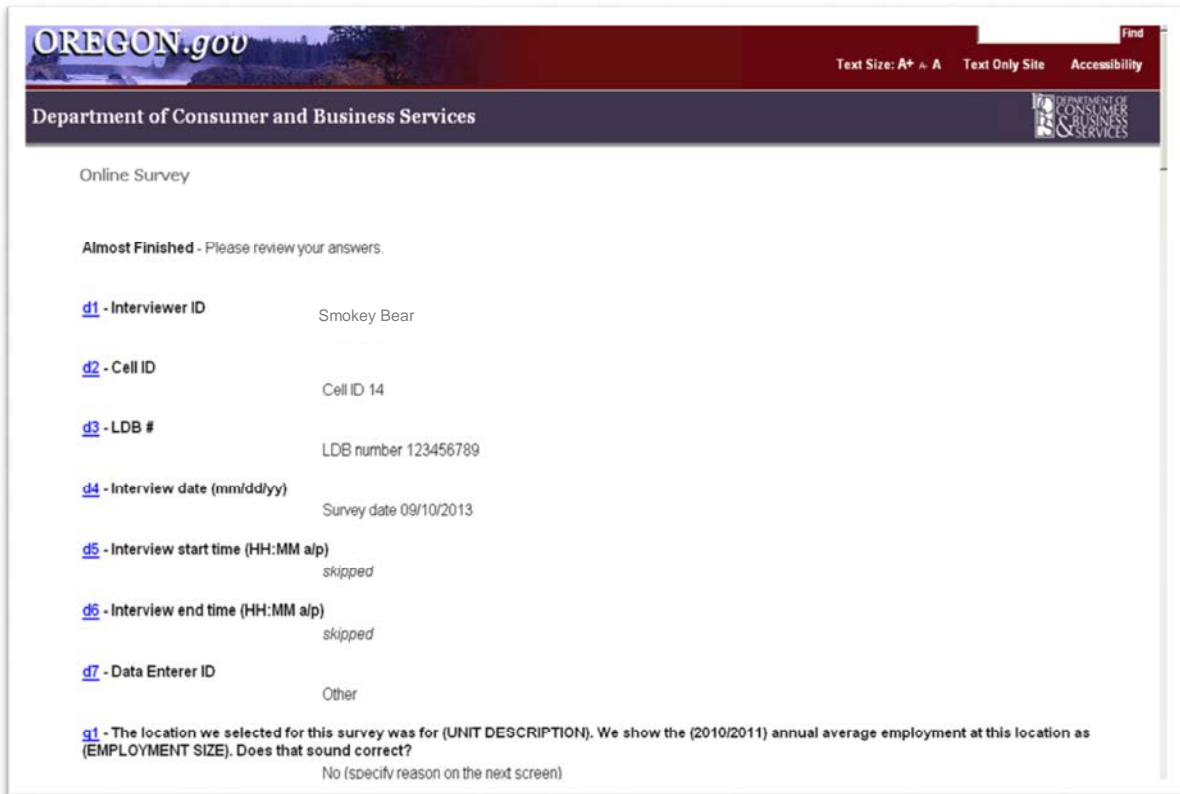 OREGON.gov
Find
Text Size: A+ A- A Text Only Site Accessibility
Department of Consumer and Business Services
DEPARTMENT OF
CONSUMER
& BUSINESS
SERVICES
Online Survey
Almost Finished - Please review your answers.
d1 - Interviewer ID
Smokey Bear
d2 - Cell ID
Cell ID 14
d3 - LDB #
LDB number 123456789
d4 - Interview date (mm/dd/yy)
Survey date 09/10/2013
d5 - Interview start time (HH:MM a/p)
skipped
d6 - Interview end time (HH:MM a/p)
skipped
d7 - Data Enterer ID
Other
q1 - The location we selected for this survey was for (UNIT DESCRIPTION). We show the (2010/2011) annual average employment at this location as
(EMPLOYMENT SIZE). Does that sound correct?
No (specify reason on the next screen)